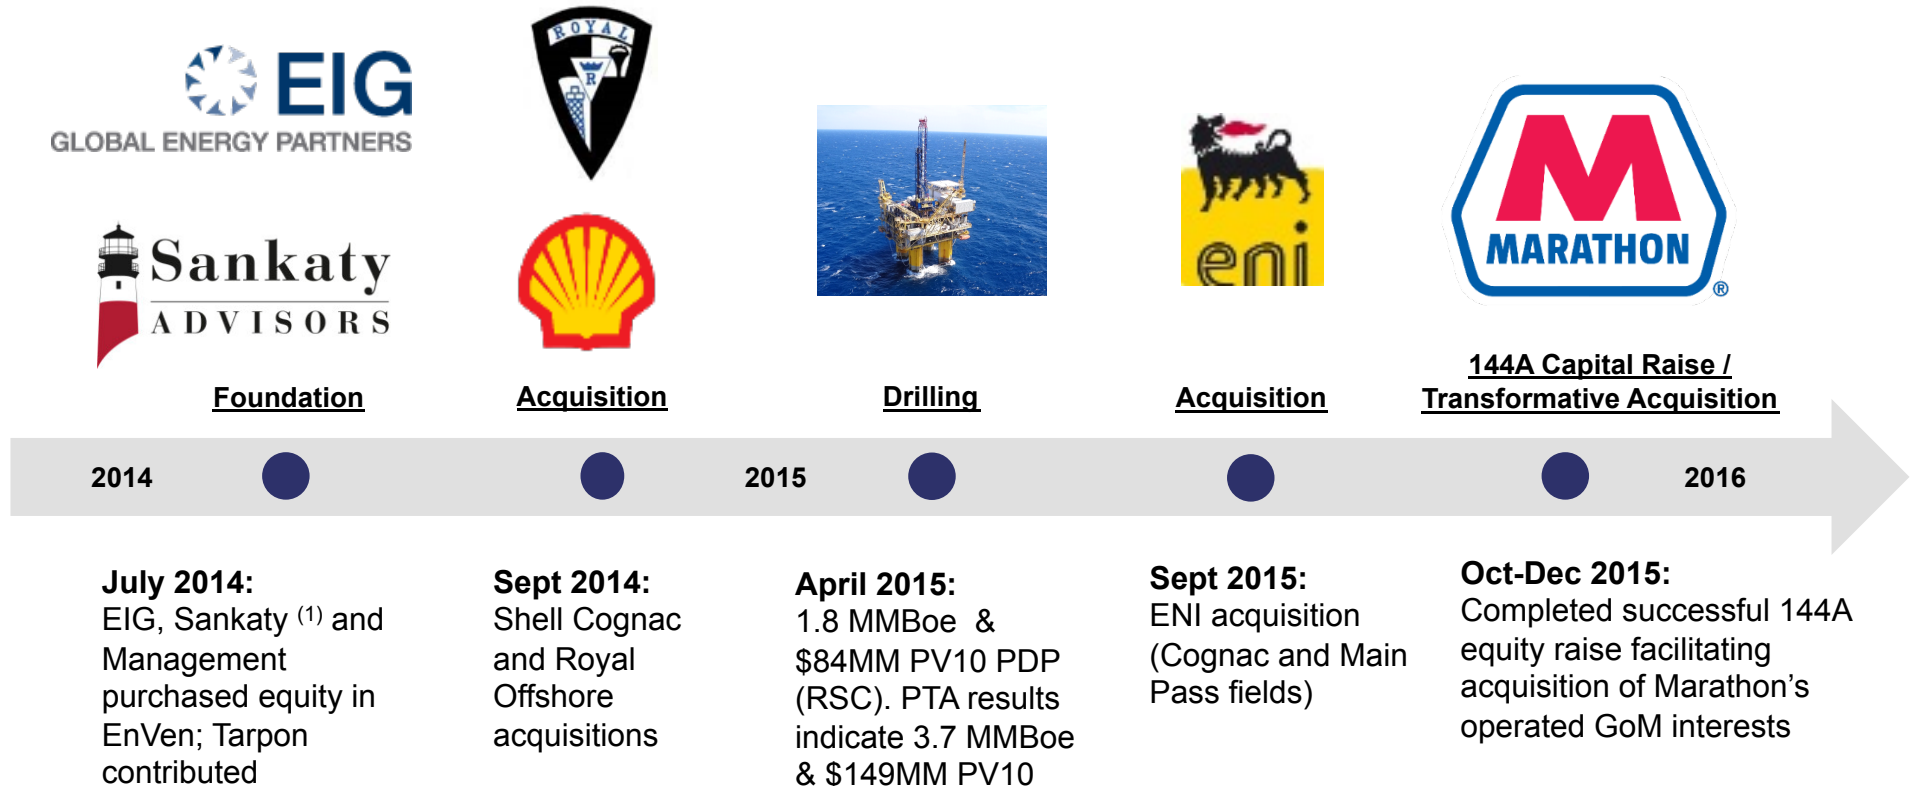 EIG
GLOBAL ENERGY PARTNERS
Sankaty
ADVISORS
ROYAL
R
eni
MARATHON
®
Foundation
Acquisition
Drilling
Acquisition
144A Capital Raise /
Transformative Acquisition
2014
2015
2016
July 2014:
EIG, Sankaty (1) and
Management
purchased equity in
EnVen; Tarpon
contributed
Sept 2014:
Shell Cognac
and Royal
Offshore
acquisitions
April 2015:
1.8 MMBoe &
$84MM PV10 PDP
(RSC). PTA results
indicate 3.7 MMBoe
& $149MM PV10
Sept 2015:
ENI acquisition
(Cognac and Main
Pass fields)
Oct-Dec 2015:
Completed successful 144A
equity raise facilitating
acquisition of Marathon’s
operated GoM interests